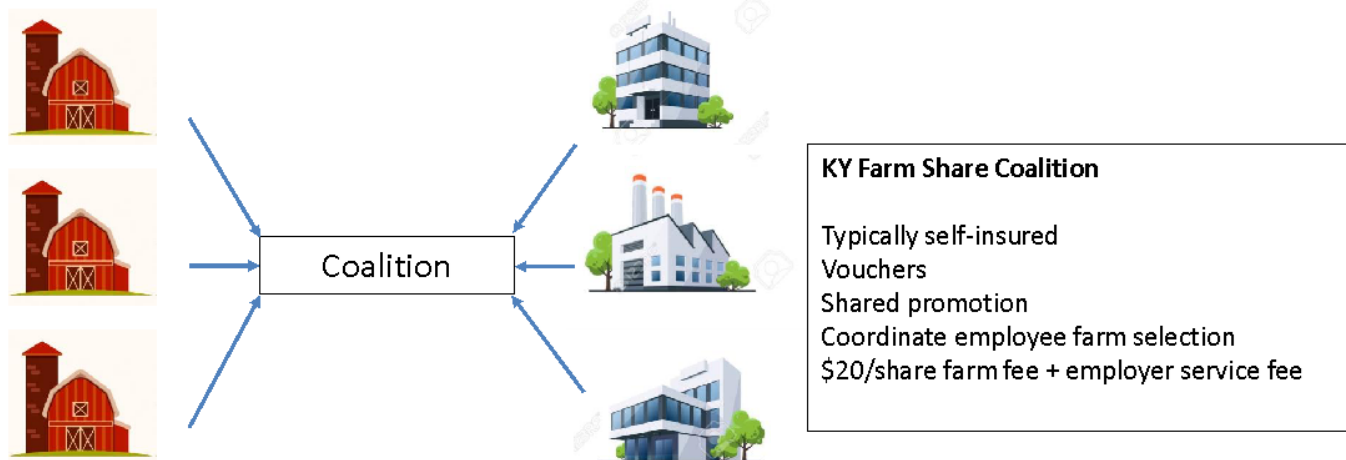 Coalition
KY Farm Share Coalition
Typically self-insured
Vouchers
Shared promotion
Coordinate employee farm selection
$20/share farm fee + employer service fee